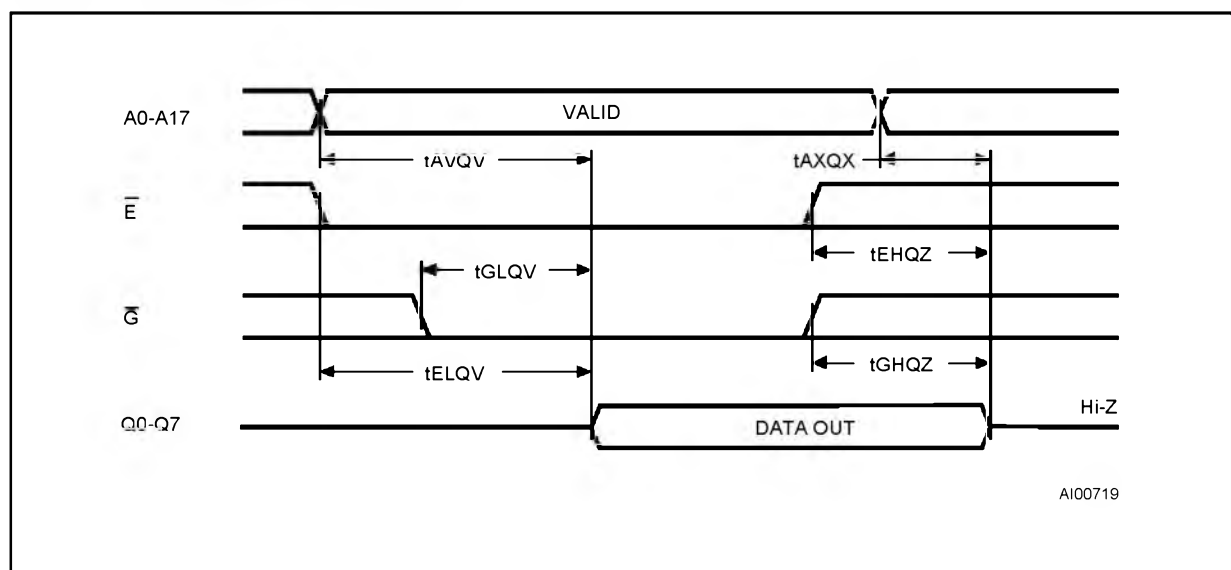 A0-A17
VALID
tAVQV
tAXQX
E
tEHQZ
tGLQV
G
tGHQZ
tELQV
Hi-Z
Q0-Q7
DATA OUT
AI00719